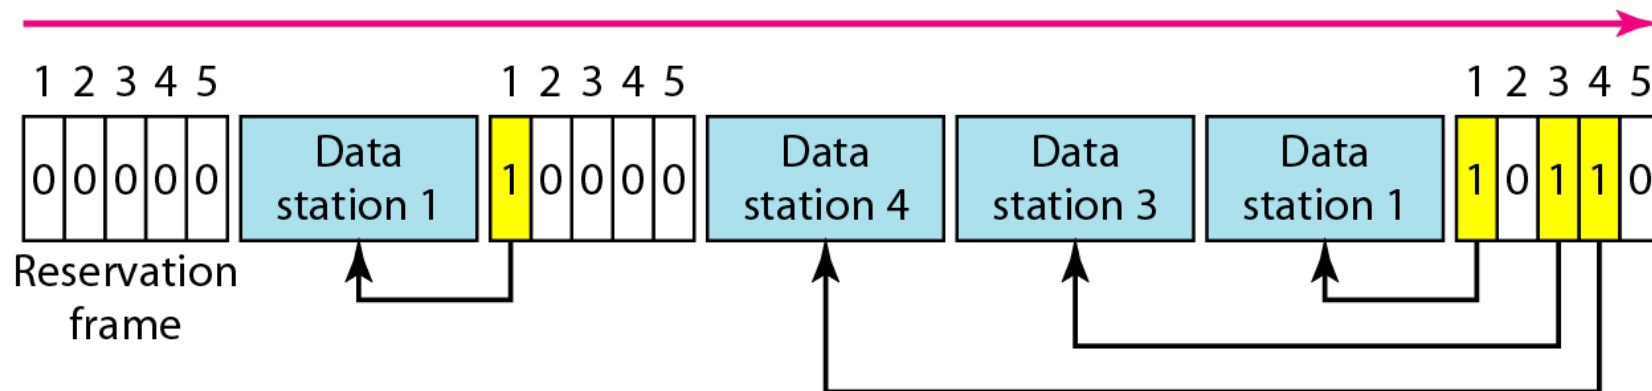 1 2 3 4 5
1 2 3 4 5
1 2 3 4 5
0 0 0 0 0
Data
station 1
1 0 0 0 0
Data
station 4
Data
station 3
Data
station 1
1 0 1 1 0
Reservation
frame